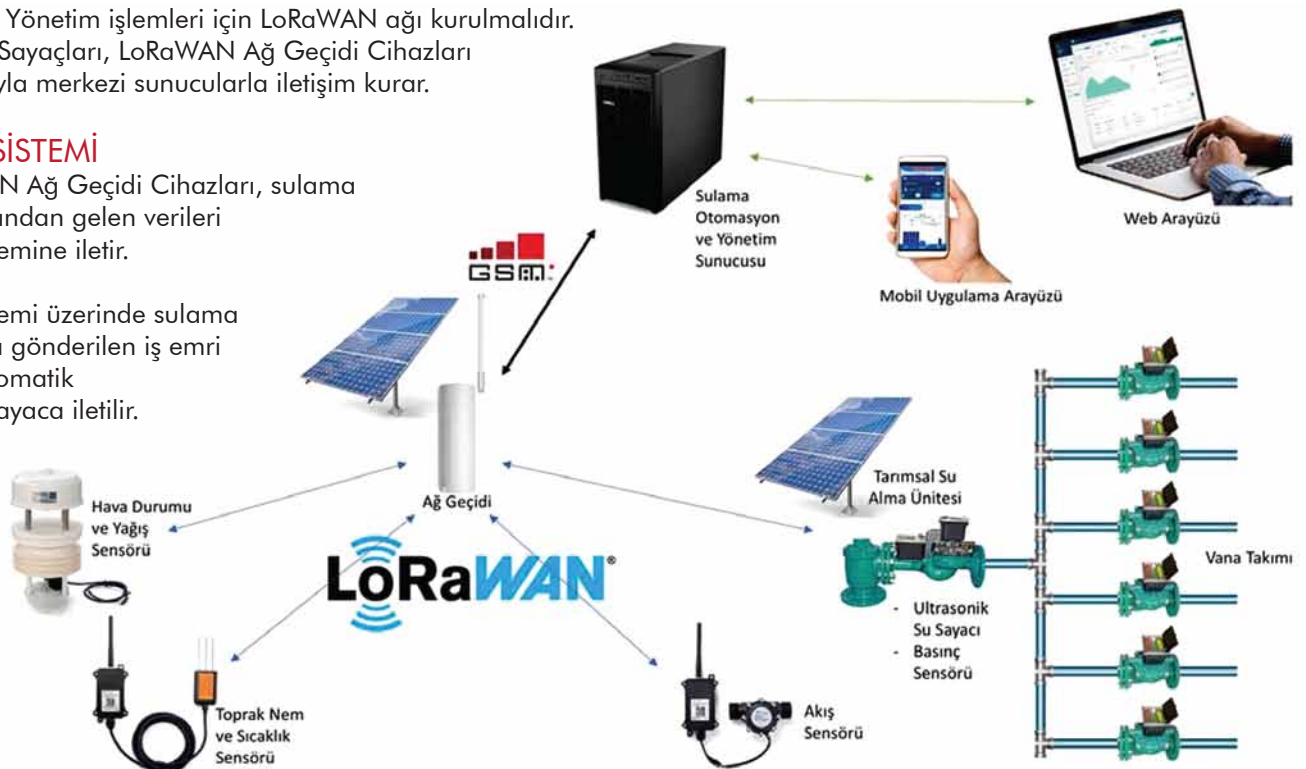 Yönetim işlemleri için LoRaWAN ağı kurulmalıdır.
Sayaçları, LoRaWAN Ağ Geçidi Cihazları
yla merkezi sunucularla iletişim kurar.
SİSTEMİ
N Ağ Geçidi Cihazları, sulama
ından gelen verileri
emine iletir.
emi üzerinde sulama
gönderilen iş emri
omatik
ayaca iletilir.
GSM
Sulama
Otomasyon
ve Yönetim
Sunucusu
Mobil Uygulama Arayüzü
Web Arayüzü
Ağ Geçidi
LoRaWAN®
Hava Durumu
ve Yağış
Sensörü
Toprak Nem
ve Sıcaklık
Sensörü
Akış
Sensörü
Tarımsal Su
Alma Ünitesi
- Ultrasonik
Su Sayacı
- Basınç
Sensörü
Vana Takımı